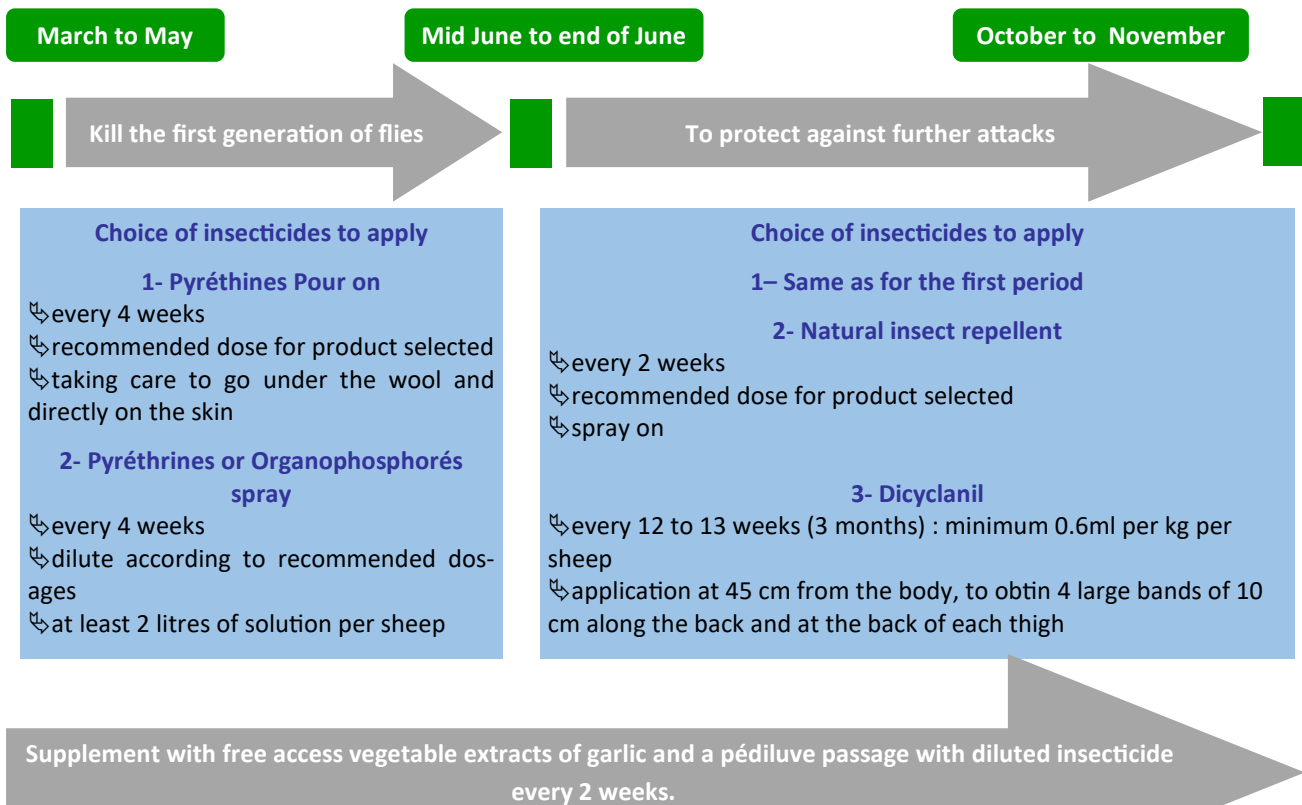 March to May
Mid June to end of June
October to November
Kill the first generation of flies
To protect against further attacks
Choice of insecticides to apply
1- Pyréthines Pour on
every 4 weeks
recommended dose for product selected
taking care to go under the wool and
directly on the skin
2- Pyréthrines or Organophosphorés
spray
every 4 weeks
dilute according to recommended dos-
ages
at least 2 litres of solution per sheep
Choice of insecticides to apply
1– Same as for the first period
2- Natural insect repellent
every 2 weeks
recommended dose for product selected
spray on
3- Dicyclanil
every 12 to 13 weeks (3 months) : minimum 0.6ml per kg per
sheep
application at 45 cm from the body, to obtin 4 large bands of 10
cm along the back and at the back of each thigh
Supplement with free access vegetable extracts of garlic and a pédiluve passage with diluted insecticide
every 2 weeks.